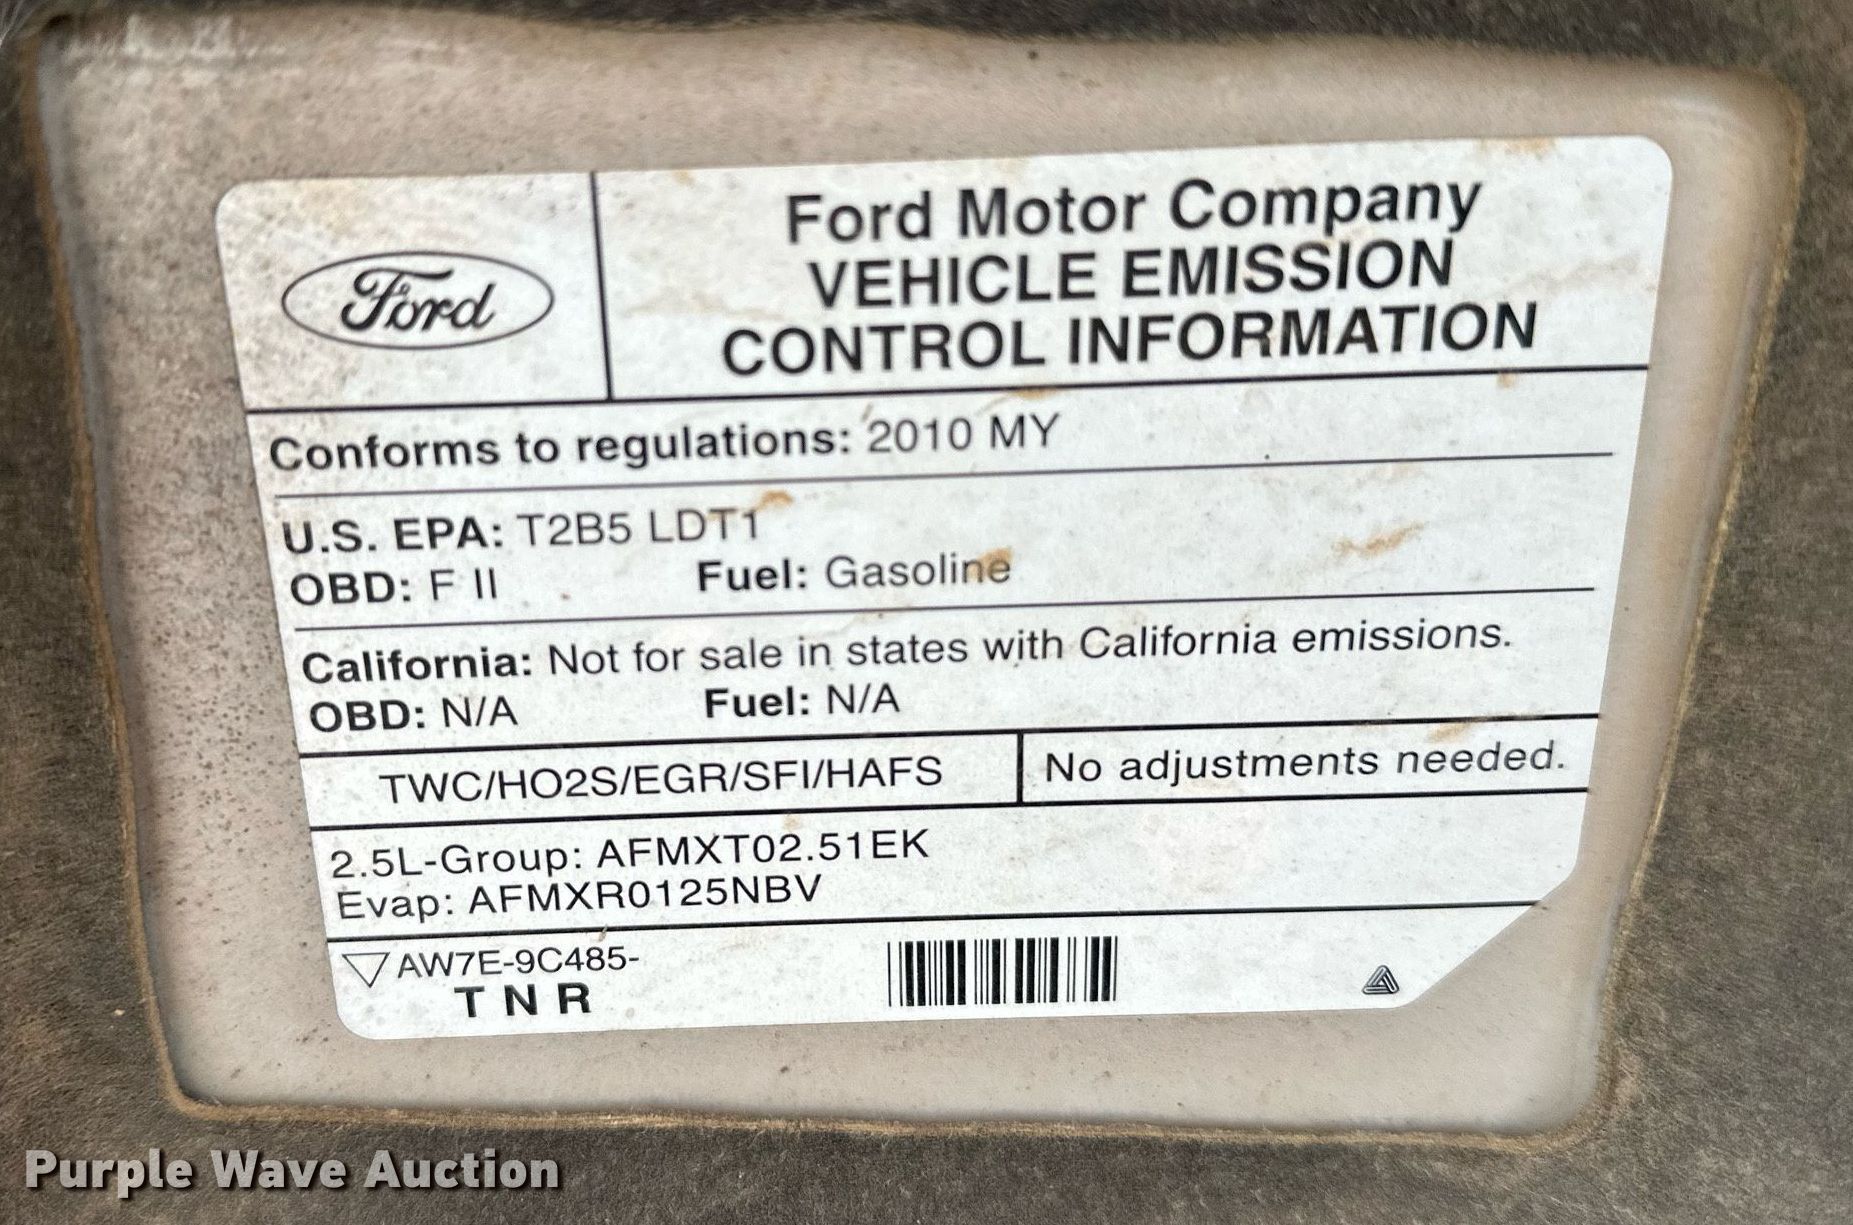 Ford
Ford Motor Company
VEHICLE EMISSION
CONTROL INFORMATION
Conforms to regulations: 2010 MY
U.S. EPA: T2B5 LDT1
OBD: F II Fuel: Gasoline
California: Not for sale in states with California emissions.
OBD: N/A Fuel: N/A
TWC/HO2S/EGR/SFI/HAFS No adjustments needed.
2.5L-Group: AFMXT02.51EK
Evap: AFMXR0125NBV
AW7E-9C485-
T N R
Purple Wave Auction